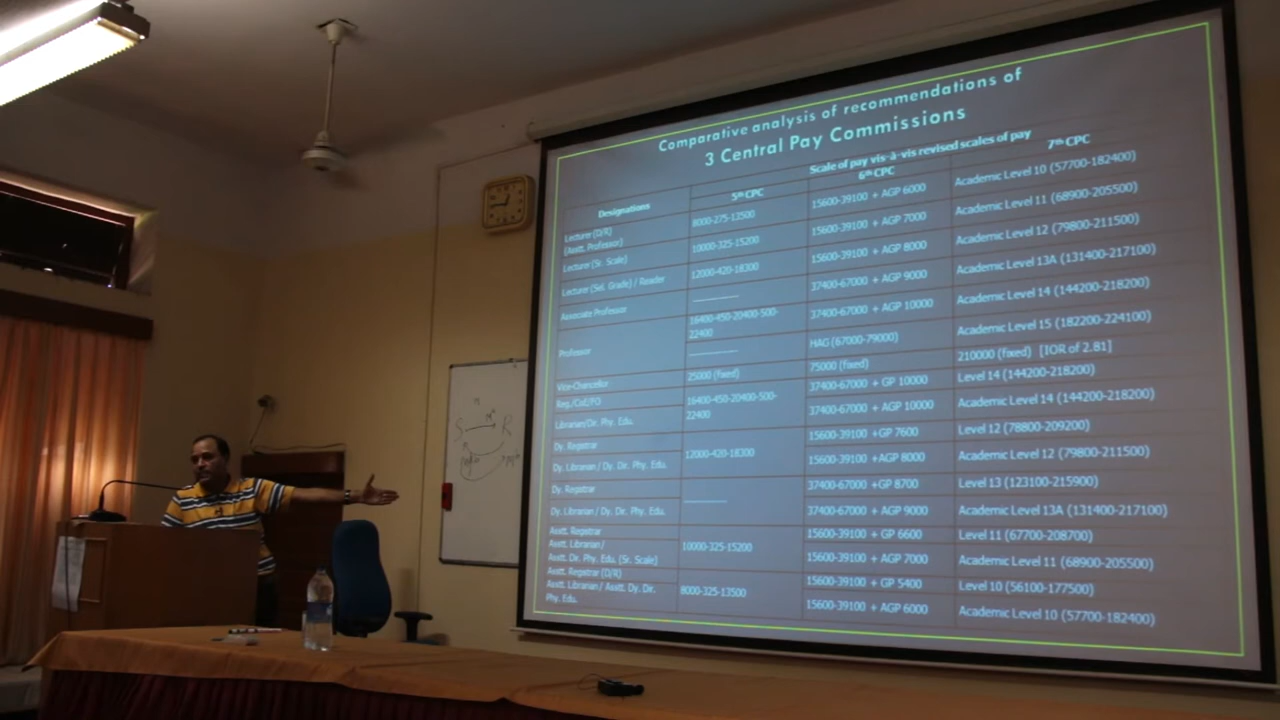 Comparative analysis of recommendations of
3 Central Pay Commissions
Scale of pay vis-à-vis revised scales of pay
Designations 5th CPC 6th CPC 7th CPC
Lecturer (D/R)
(Asstt. Professor) 8000-275-13500 15600-39100 + AGP 6000 Academic Level 10 (57700-182400)
Lecturer (Sr. Scale) 10000-325-15200 15600-39100 + AGP 7000 Academic Level 11 (68900-205500)
Lecturer (Sel. Grade) / Reader 12000-420-18300 15600-39100 + AGP 8000 Academic Level 12 (79800-211500)
Associate Professor ———— 37400-67000 + AGP 9000 Academic Level 13A (131400-217100)
Professor 16400-450-20400-500-
22400 37400-67000 + AGP 10000 Academic Level 14 (144200-218200)
———— HAG (67000-79000) Academic Level 15 (182200-224100)
Vice-Chancellor 25000 (fixed) 75000 (fixed) 210000 (fixed) [IOR of 2.81]
Reg./CoE/FO 16400-450-20400-500-
22400 37400-67000 + GP 10000 Level 14 (144200-218200)
Librarian/Dir. Phy. Edu. 37400-67000 + AGP 10000 Academic Level 14 (144200-218200)
Dy. Registrar 12000-420-18300 15600-39100 +GP 7600 Level 12 (78800-209200)
Dy. Librarian / Dy. Dir. Phy. Edu. 15600-39100 +AGP 8000 Academic Level 12 (79800-211500)
Dy. Registrar ———— 37400-67000 +GP 8700 Level 13 (123100-215900)
Dy. Librarian / Dy. Dir. Phy. Edu. 37400-67000 + AGP 9000 Academic Level 13A (131400-217100)
Asstt. Registrar 10000-325-15200 15600-39100 + GP 6600 Level 11 (67700-208700)
Asstt. Librarian /
Asstt. Dir. Phy. Edu. (Sr. Scale) 15600-39100 + AGP 7000 Academic Level 11 (68900-205500)
Asstt. Registrar (D/R) 8000-325-13500 15600-39100 + GP 5400 Level 10 (56100-177500)
Asstt. Librarian / Asstt. Dy. Dir.
Phy. Edu. 15600-39100 + AGP 6000 Academic Level 10 (57700-182400)
S R